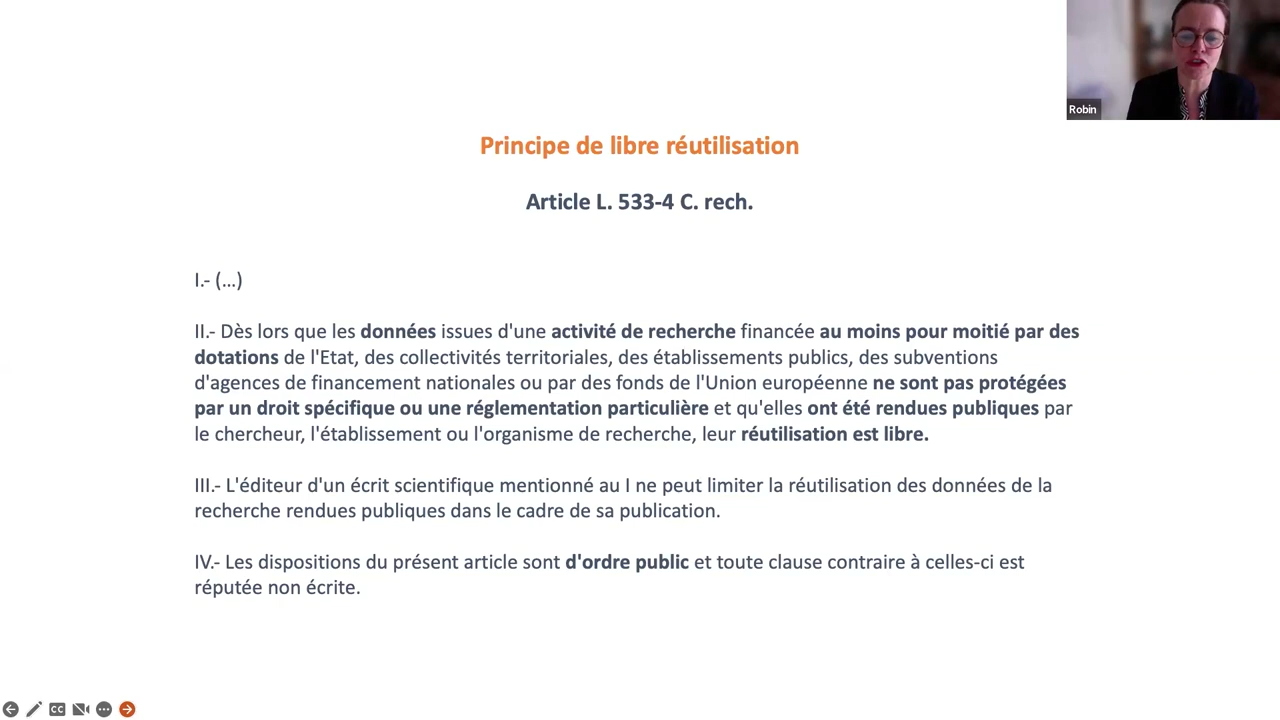 Robin
Principe de libre réutilisation
Article L. 533-4 C. rech.
I.- (...)
II.- Dès lors que les données issues d'une activité de recherche financée au moins pour moitié par des
dotations de l'Etat, des collectivités territoriales, des établissements publics, des subventions
d'agences de financement nationales ou par des fonds de l'Union européenne ne sont pas protégées
par un droit spécifique ou une réglementation particulière et qu'elles ont été rendues publiques par
le chercheur, l'établissement ou l'organisme de recherche, leur réutilisation est libre.
III.- L'éditeur d'un écrit scientifique mentionné au I ne peut limiter la réutilisation des données de la
recherche rendues publiques dans le cadre de sa publication.
IV.- Les dispositions du présent article sont d'ordre public et toute clause contraire à celles-ci est
réputée non écrite.
CC